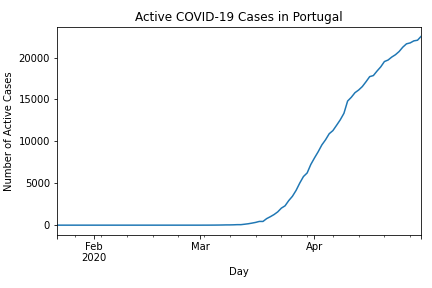 Active COVID-19 Cases in Portugal
Number of Active Cases
20000
15000
10000
5000
0
Feb
2020
Mar
Apr
Day